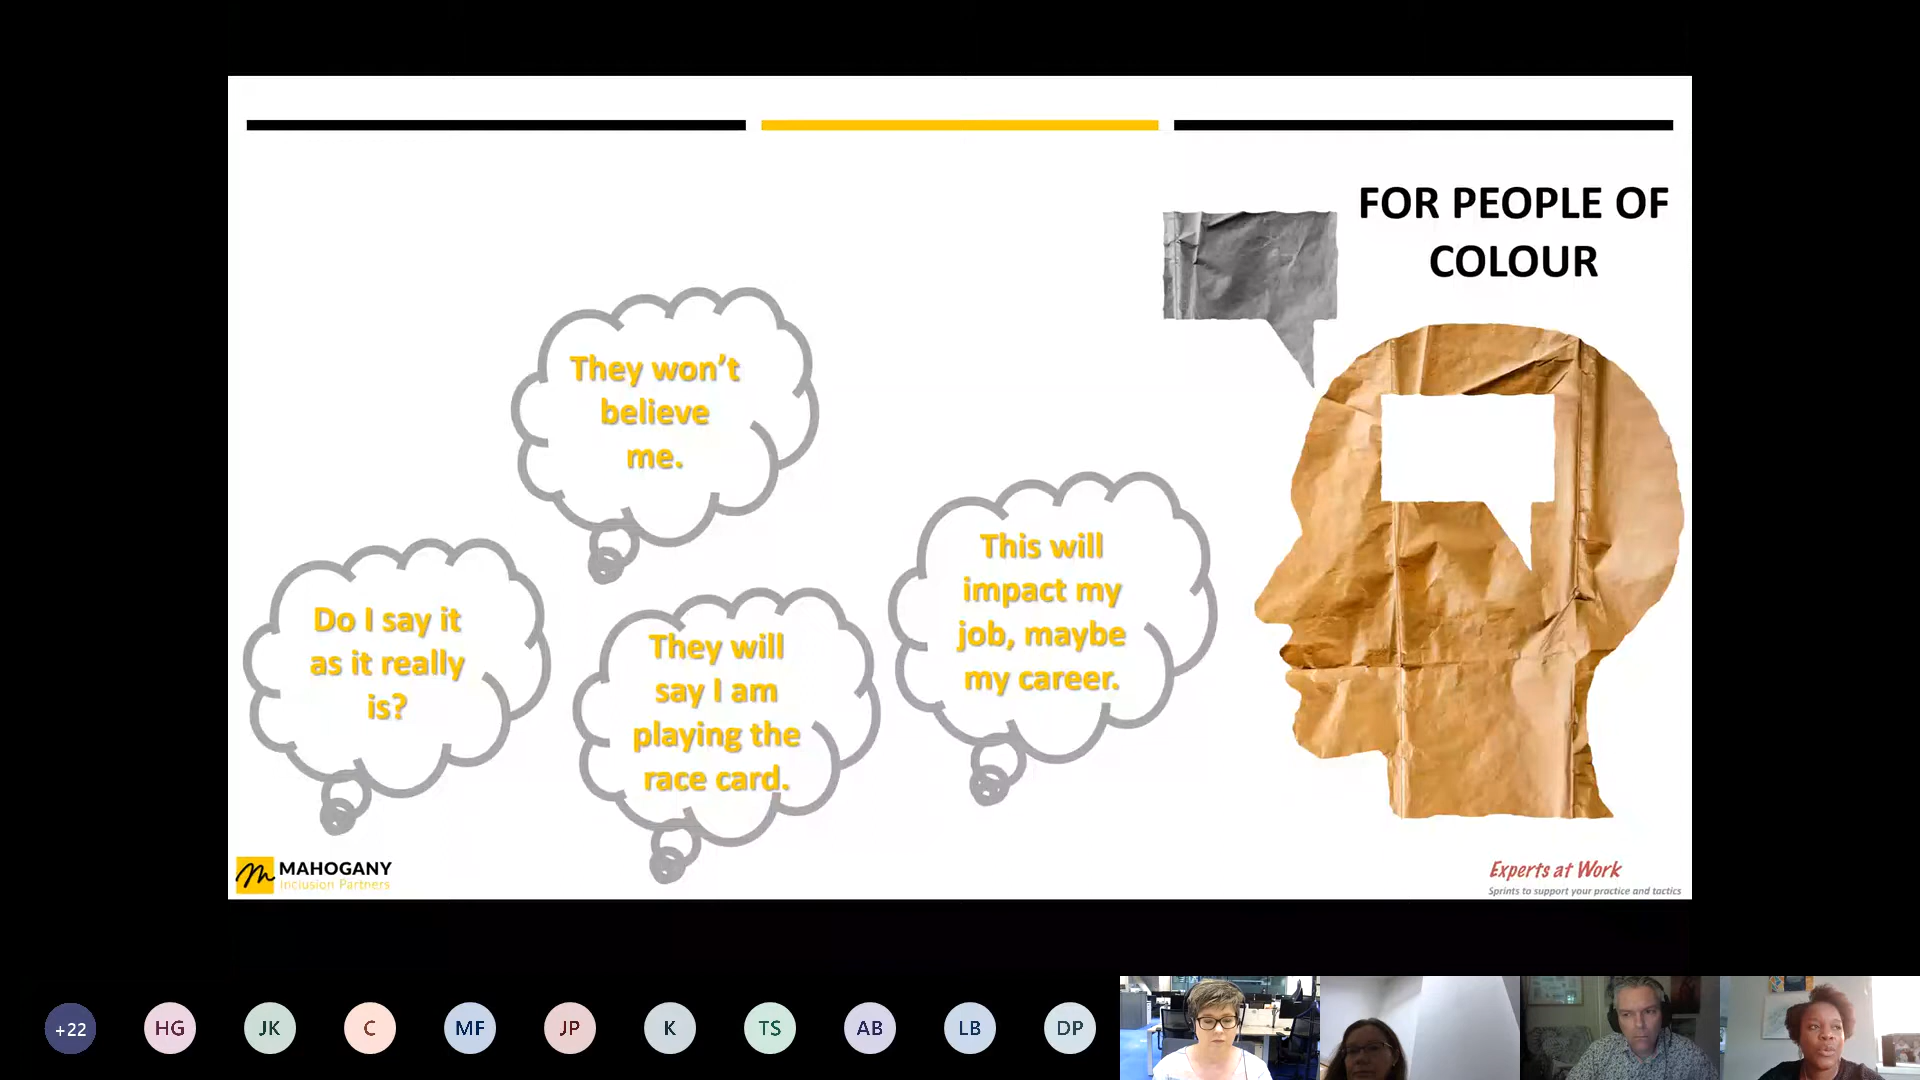 FOR PEOPLE OF
COLOUR
They won’t
believe
me.
Do I say it
as it really
is?
They will
say I am
playing the
race card.
This will
impact my
job, maybe
my career.
MAHOGANY
Inclusion Partners
Experts at Work
Sprints to support your practice and tactics
+22
HG
JK
C
MF
JP
K
TS
AB
LB
DP